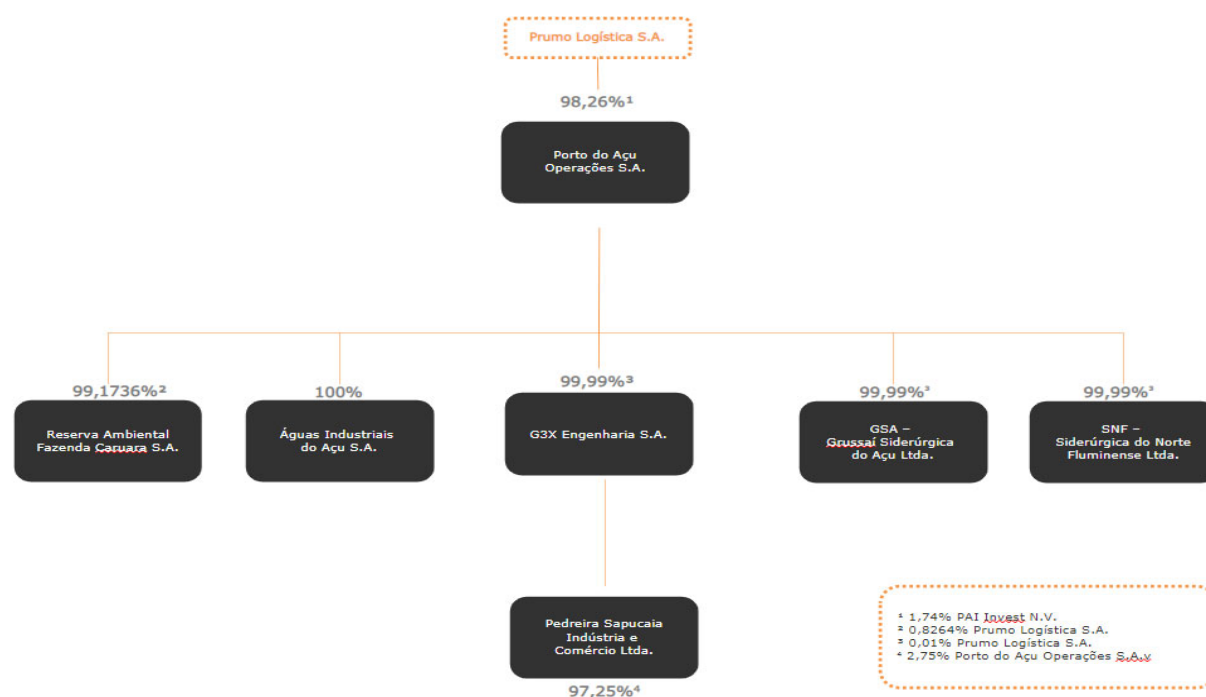 Prumo Logística S.A.
98,26%¹
Porto do Açu
Operações S.A.
99,1736%²
100%
99,99%³
99,99%³
99,99%³
Reserva Ambiental
Fazenda Caruara S.A.
Águas Industriais
do Açu S.A.
G3X Engenharia S.A.
GSA –
Grussaí Siderúrgica
do Açu Ltda.
SNF –
Siderúrgica do Norte
Fluminense Ltda.
Pedreira Sapucaia
Indústria e
Comércio Ltda.
97,25%⁴
¹ 1,74% PAI Invest N.V.
² 0,8264% Prumo Logística S.A.
³ 0,01% Prumo Logística S.A.
⁴ 2,75% Porto do Açu Operações S.A.v